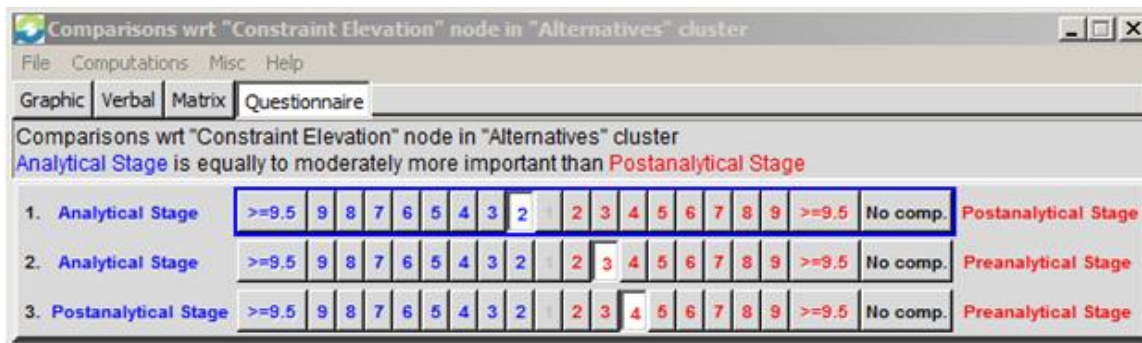 Comparisons wrt "Constraint Elevation" node in "Alternatives" cluster
File Computations Misc Help
Graphic Verbal Matrix Questionnaire
Comparisons wrt "Constraint Elevation" node in "Alternatives" cluster
Analytical Stage is equally to moderately more important than Postanalytical Stage
1. Analytical Stage >=9.5 9 8 7 6 5 4 3 2 1 2 3 4 5 6 7 8 9 >=9.5 No comp. Postanalytical Stage
2. Analytical Stage >=9.5 9 8 7 6 5 4 3 2 1 2 3 4 5 6 7 8 9 >=9.5 No comp. Preanalytical Stage
3. Postanalytical Stage >=9.5 9 8 7 6 5 4 3 2 1 2 3 4 5 6 7 8 9 >=9.5 No comp. Preanalytical Stage